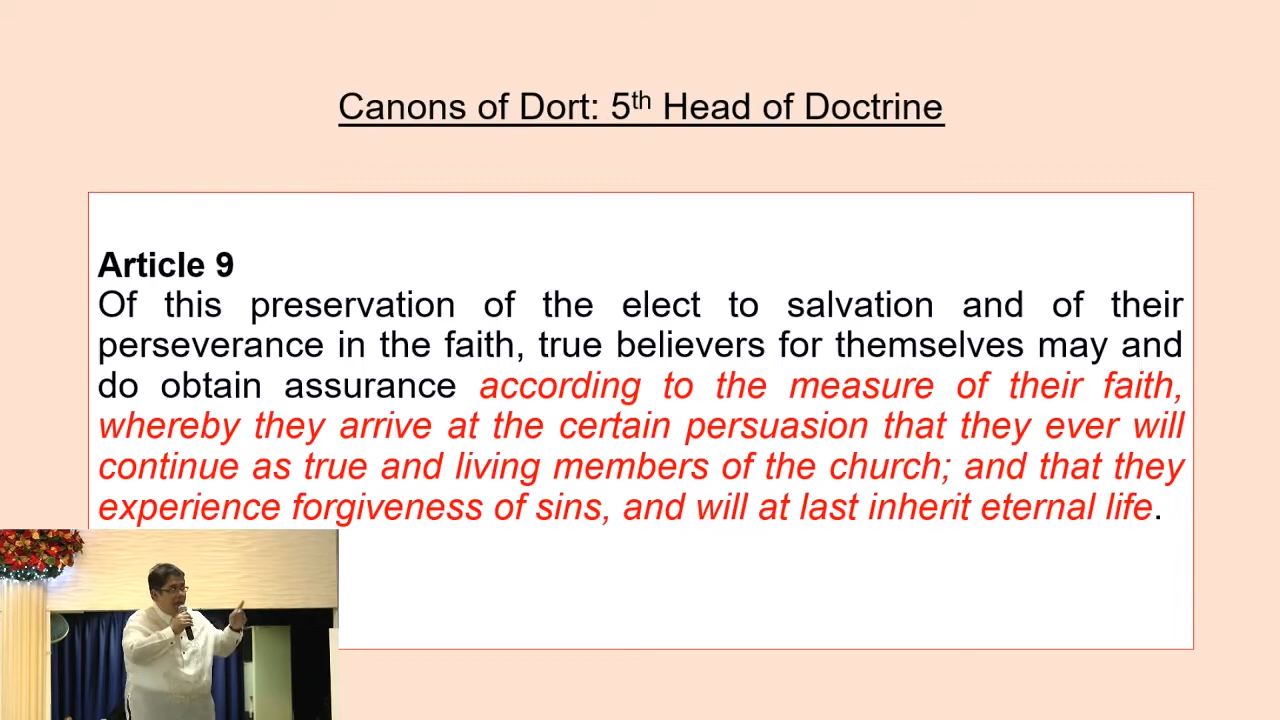 Canons of Dort: 5th Head of Doctrine
Article 9
Of this preservation of the elect to salvation and of their
perseverance in the faith, true believers for themselves may and
do obtain assurance according to the measure of their faith,
whereby they arrive at the certain persuasion that they ever will
continue as true and living members of the church; and that they
experience forgiveness of sins, and will at last inherit eternal life.